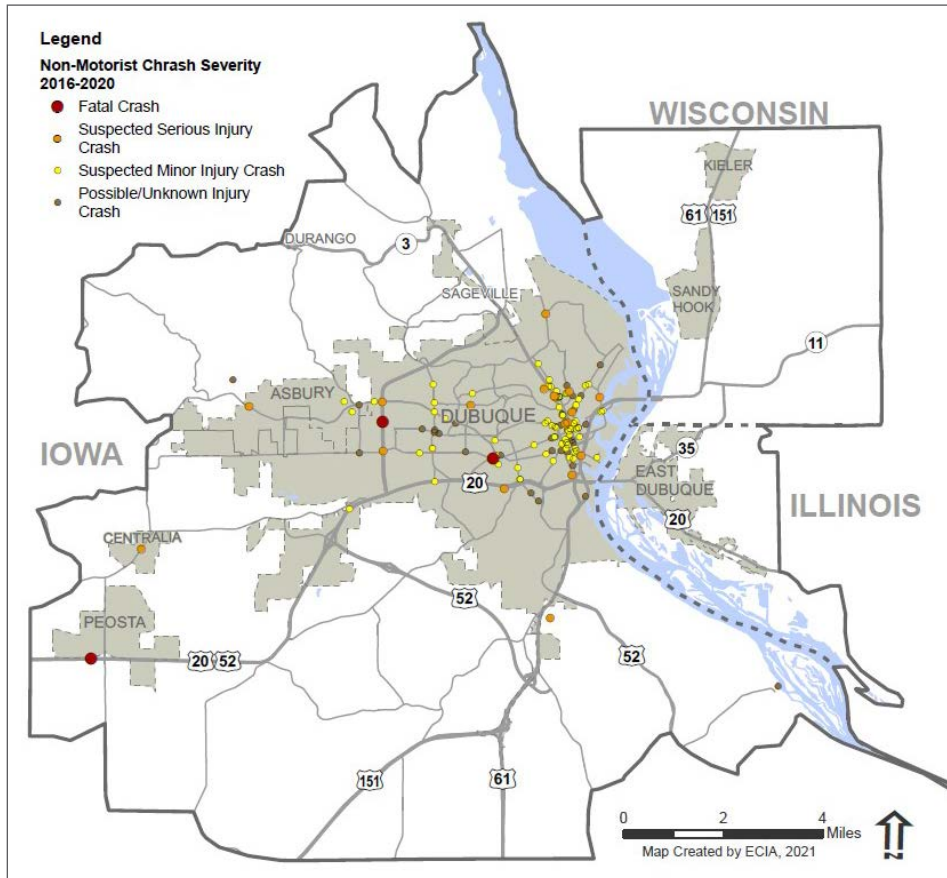 Legend
Non-Motorist Chrash Severity
2016-2020
Fatal Crash
Suspected Serious Injury
Crash
Suspected Minor Injury Crash
Possible/Unknown Injury
Crash
WISCONSIN
KIELER
61 151
DURANGO
3
SAGEVILLE
SANDY
HOOK
11
ASBURY
DUBUQUE
IOWA
35
EAST
DUBUQUE
20
20
ILLINOIS
CENTRALIA
52
PEOSTA
20 52
52
151
61
0 2 4
Miles
Map Created by ECIA, 2021
N